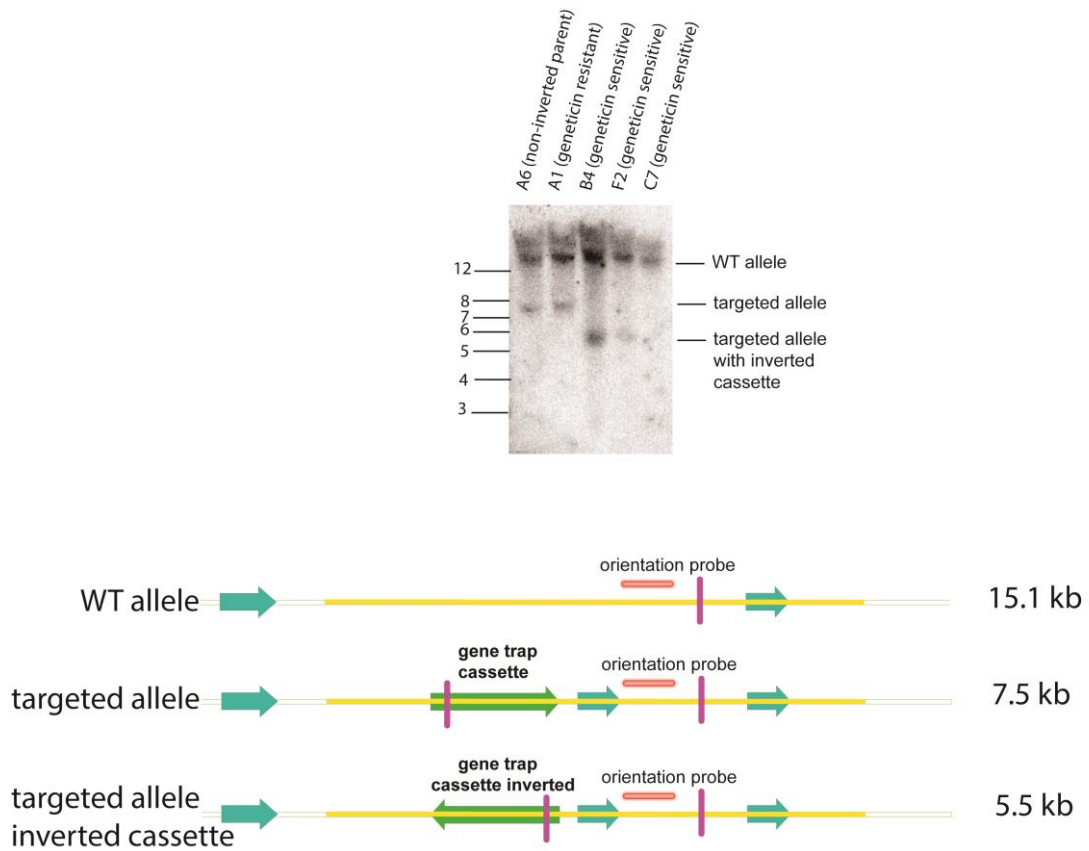 A6 (non-inverted parent)
A1 (geneticin resistant)
B4 (geneticin sensitive)
F2 (geneticin sensitive)
C7 (geneticin sensitive)
12
8
7
6
5
4
3
WT allele
targeted allele
targeted allele
with inverted
cassette
orientation probe
WT allele
15.1 kb
gene trap
cassette
orientation probe
targeted allele
7.5 kb
gene trap
cassette inverted
orientation probe
targeted allele
inverted cassette
5.5 kb